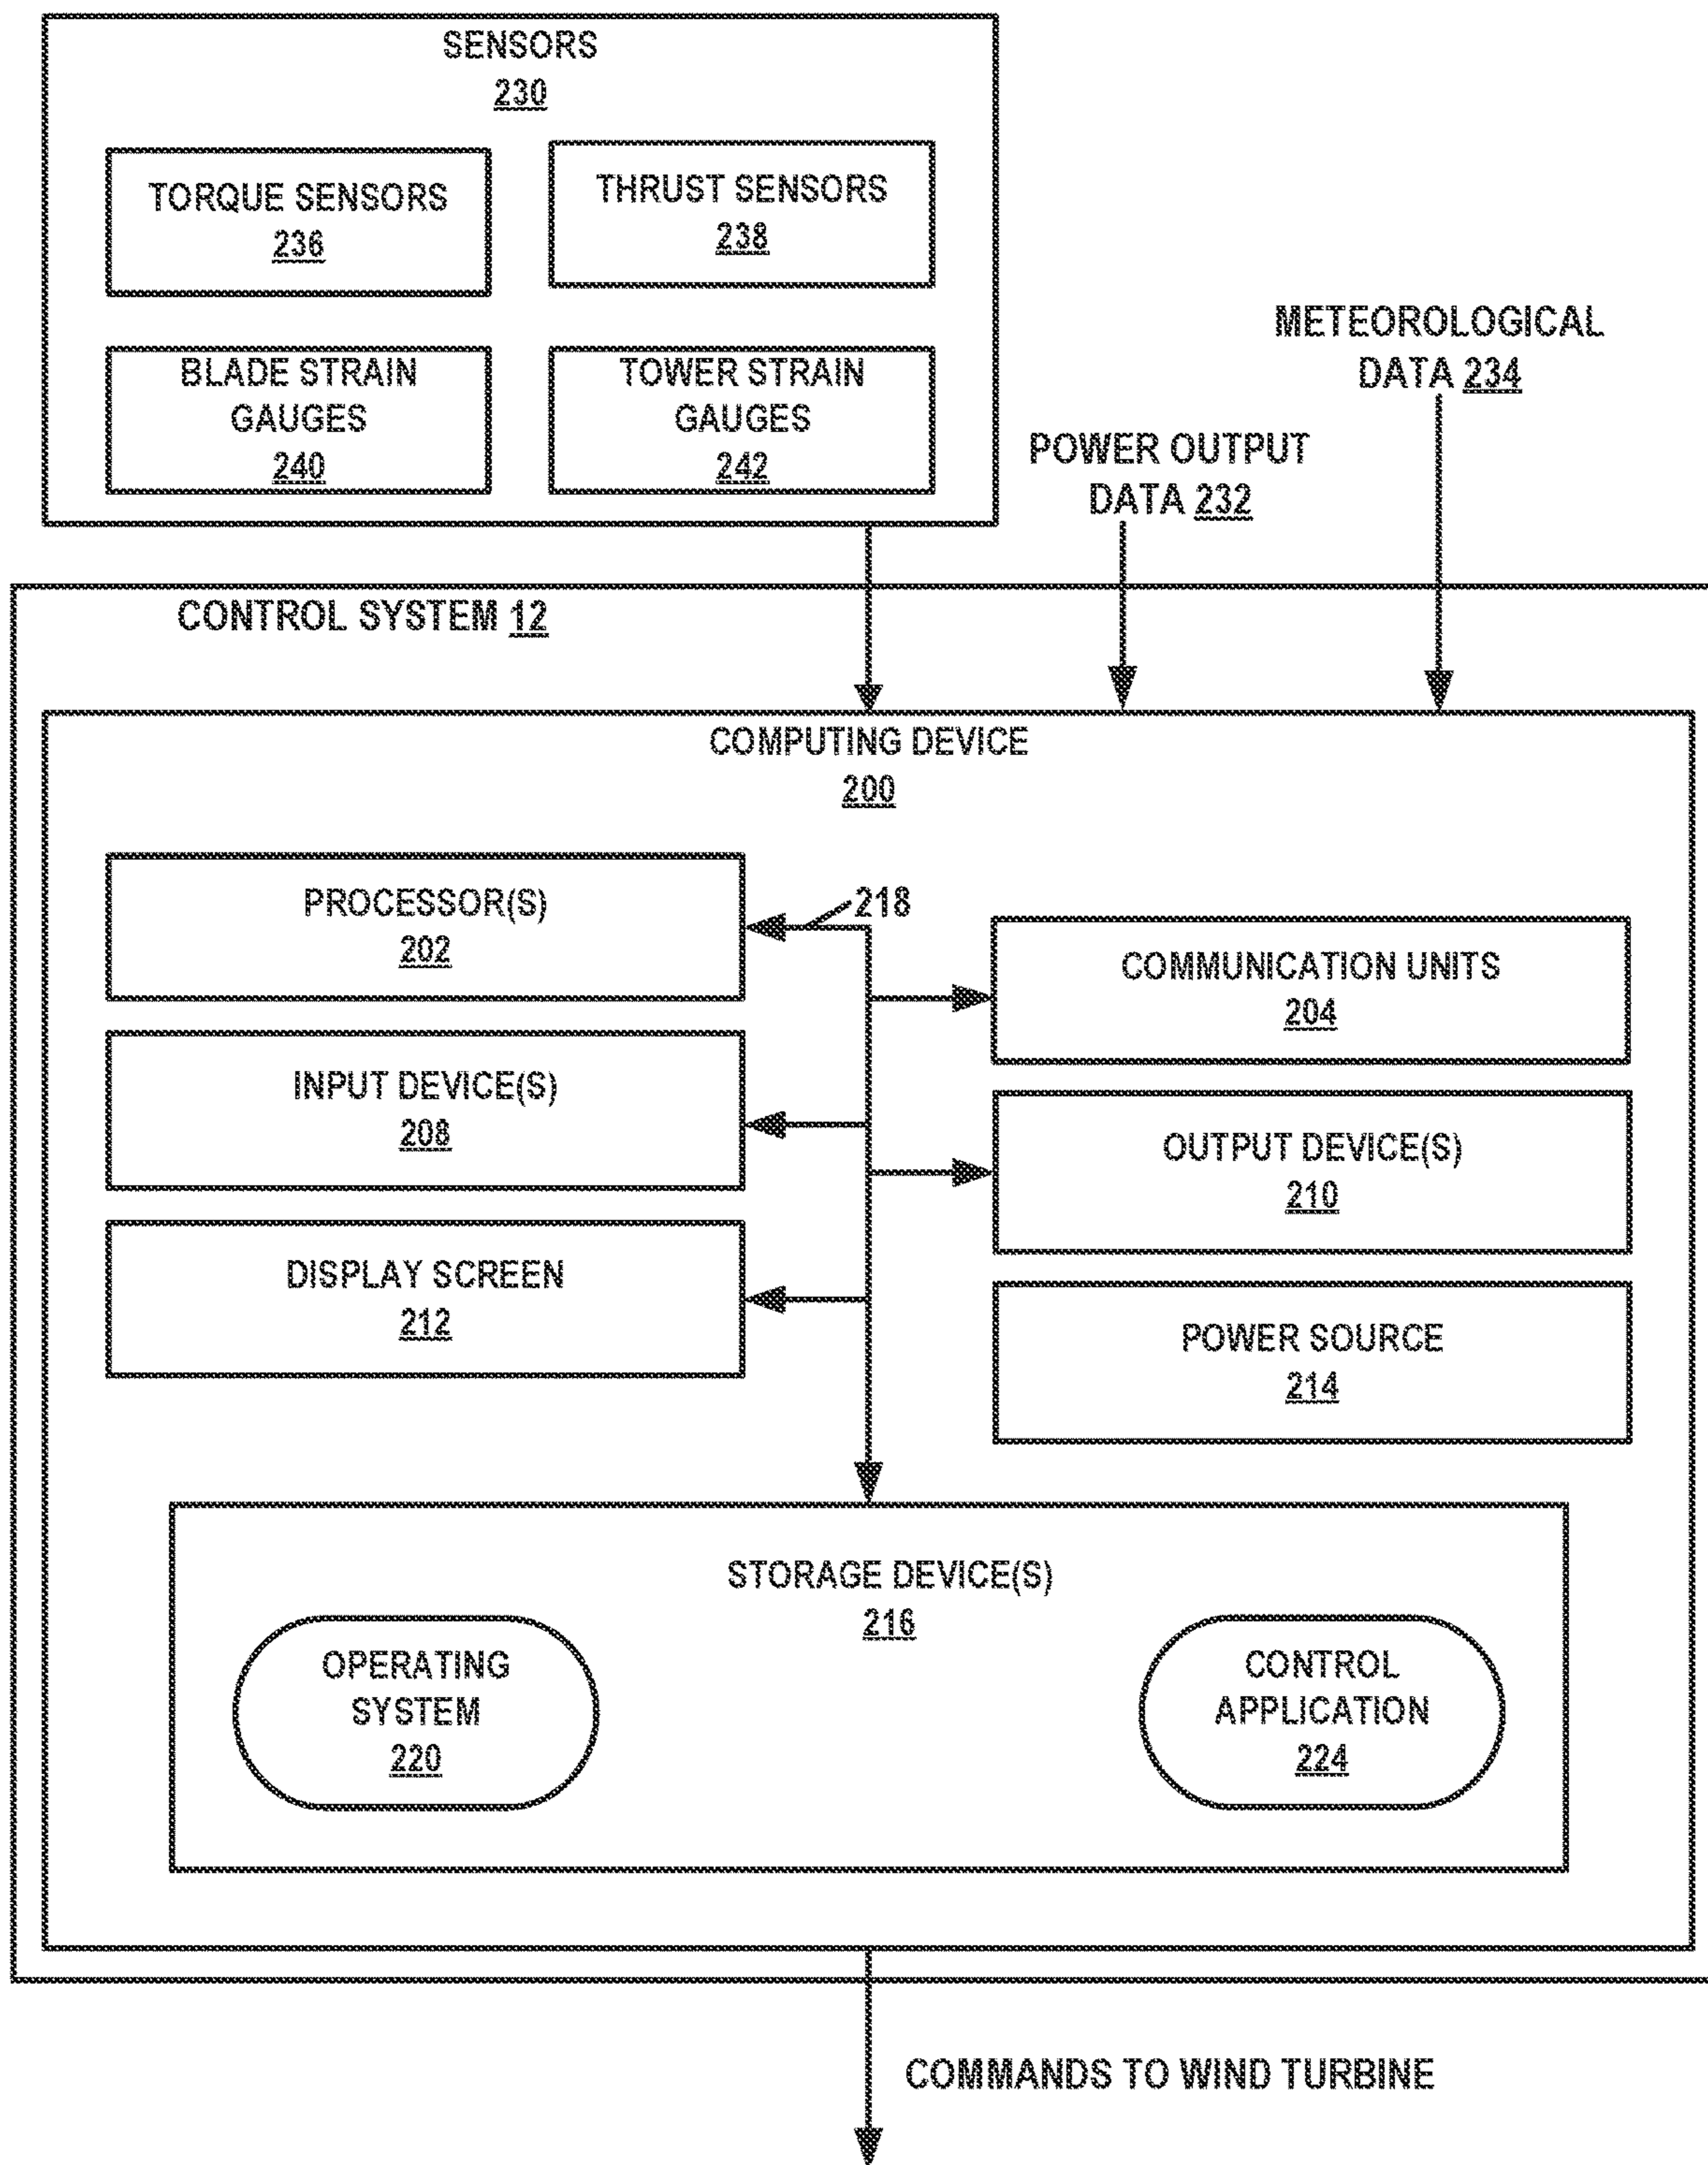 SENSORS
230
TORQUE SENSORS
236
THRUST SENSORS
238
BLADE STRAIN
GAUGES
240
TOWER STRAIN
GAUGES
242
METEOROLOGICAL
DATA 234
POWER OUTPUT
DATA 232
CONTROL SYSTEM 12
COMPUTING DEVICE
200
PROCESSOR(S)
202
218
COMMUNICATION UNITS
204
INPUT DEVICE(S)
208
OUTPUT DEVICE(S)
210
DISPLAY SCREEN
212
POWER SOURCE
214
STORAGE DEVICE(S)
216
OPERATING
SYSTEM
220
CONTROL
APPLICATION
224
COMMANDS TO WIND TURBINE